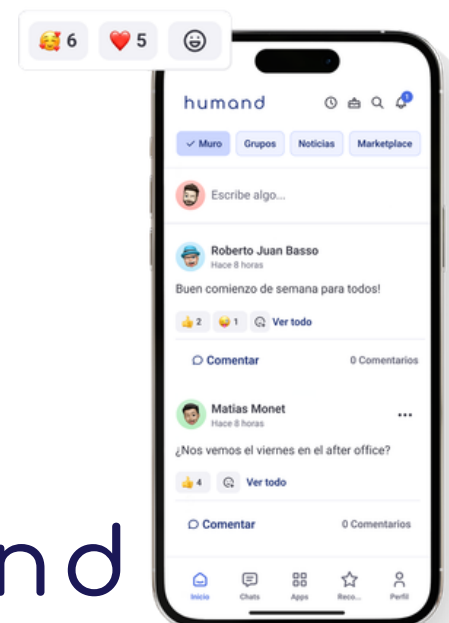 6 5
humand
1
Muro Grupos Noticias Marketplace
Escribe algo...
Roberto Juan Basso
Hace 8 horas
Buen comienzo de semana para todos!
2 1 Ver todo
Comentar 0 Comentarios
Matias Monet
Hace 8 horas
¿Nos vemos el viernes en el after office?
4 Ver todo
nd
Comentar 0 Comentarios
Inicio Chats Apps Reco... Perfil